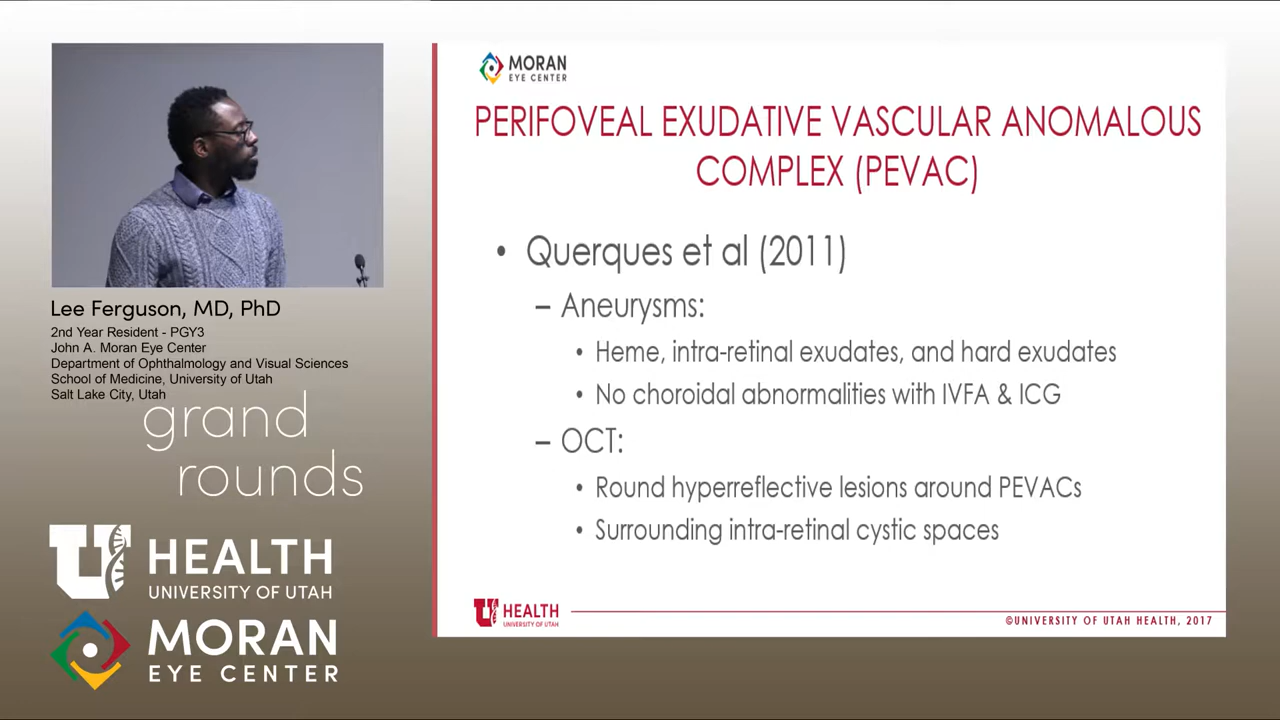 Lee Ferguson, MD, PhD
2nd Year Resident - PGY3
John A. Moran Eye Center
Department of Ophthalmology and Visual Sciences
School of Medicine, University of Utah
Salt Lake City, Utah
grand
rounds
U HEALTH
UNIVERSITY OF UTAH
MORAN
EYE CENTER
MORAN
EYE CENTER
PERIFOVEAL EXUDATIVE VASCULAR ANOMALOUS
COMPLEX (PEVAC)
• Querques et al (2011)
– Aneurysms:
• Heme, intra-retinal exudates, and hard exudates
• No choroidal abnormalities with IVFA & ICG
– OCT:
• Round hyperreflective lesions around PEVACs
• Surrounding intra-retinal cystic spaces
U HEALTH
UNIVERSITY OF UTAH
©UNIVERSITY OF UTAH HEALTH, 2017